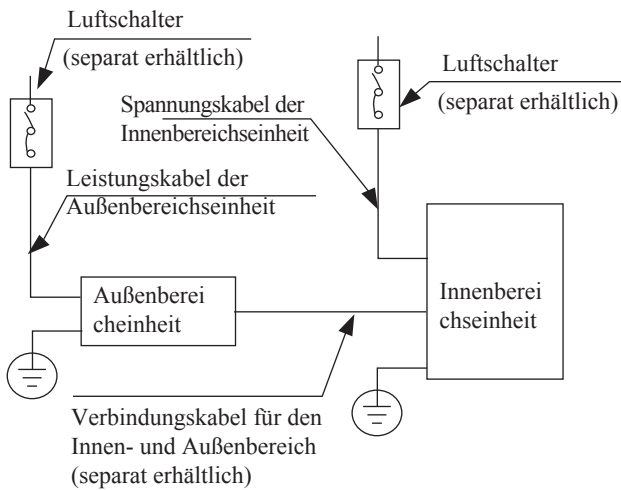 Luftschalter
(separat erhältlich)
Luftschalter
(separat erhältlich)
Spannungskabel der
Innenbereichseinheit
Leistungskabel der
Außenbereichseinheit
Außenberei
cheinheit
Innenberei
chseinheit
Verbindungskabel für den
Innen- und Außenbereich
(separat erhältlich)